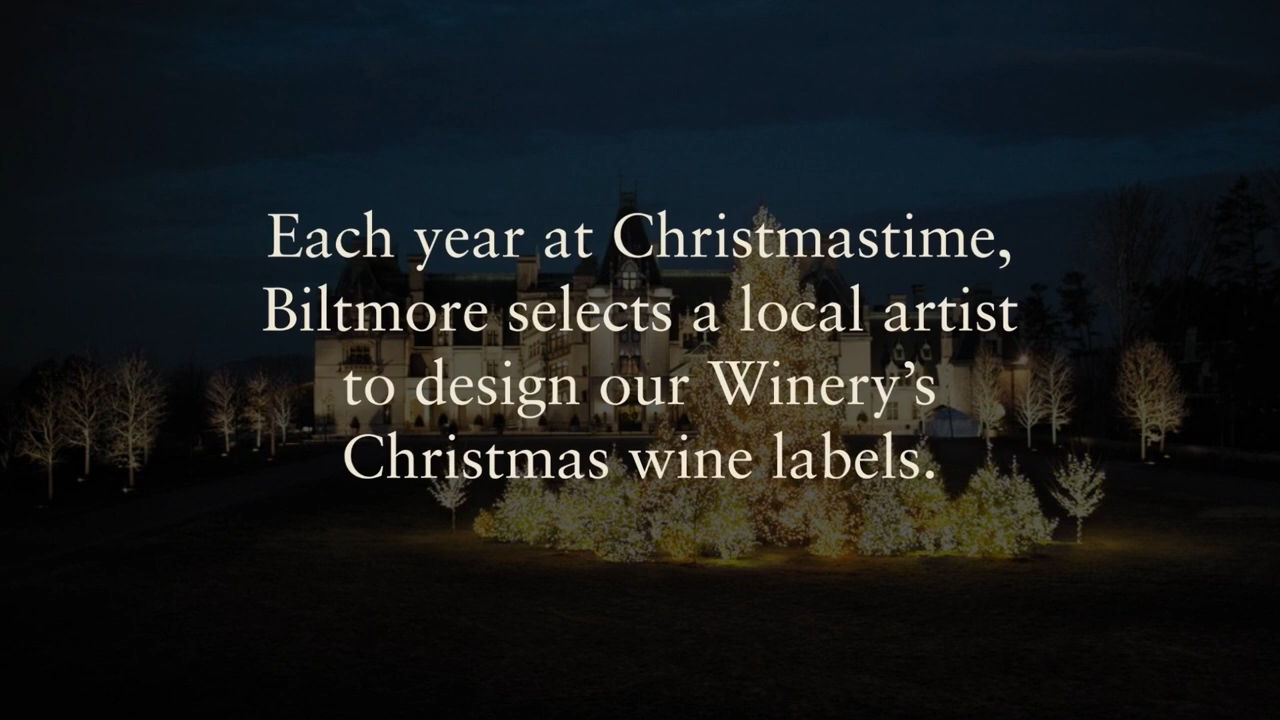 Each year at Christmastime,
Biltmore selects a local artist
to design our Winery’s
Christmas wine labels.